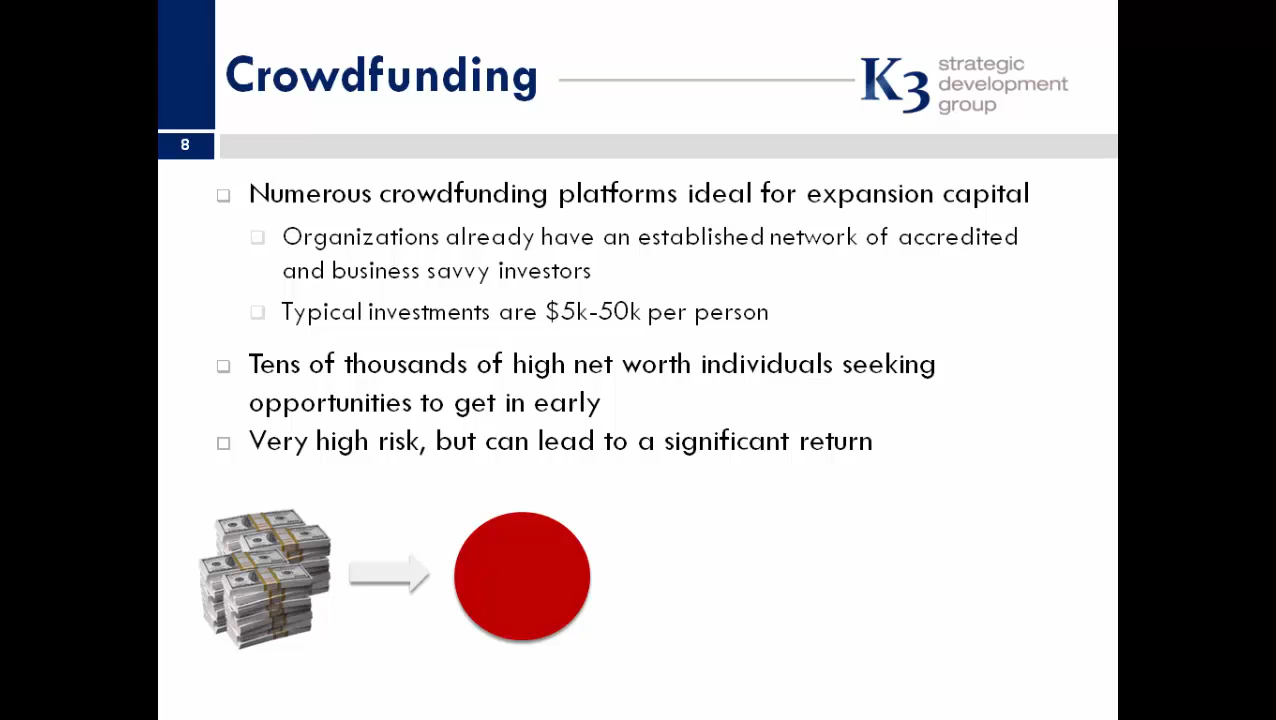 Crowdfunding
K3 strategic
development
group
8
Numerous crowdfunding platforms ideal for expansion capital
Organizations already have an established network of accredited
and business savvy investors
Typical investments are $5k-50k per person
Tens of thousands of high net worth individuals seeking
opportunities to get in early
Very high risk, but can lead to a significant return